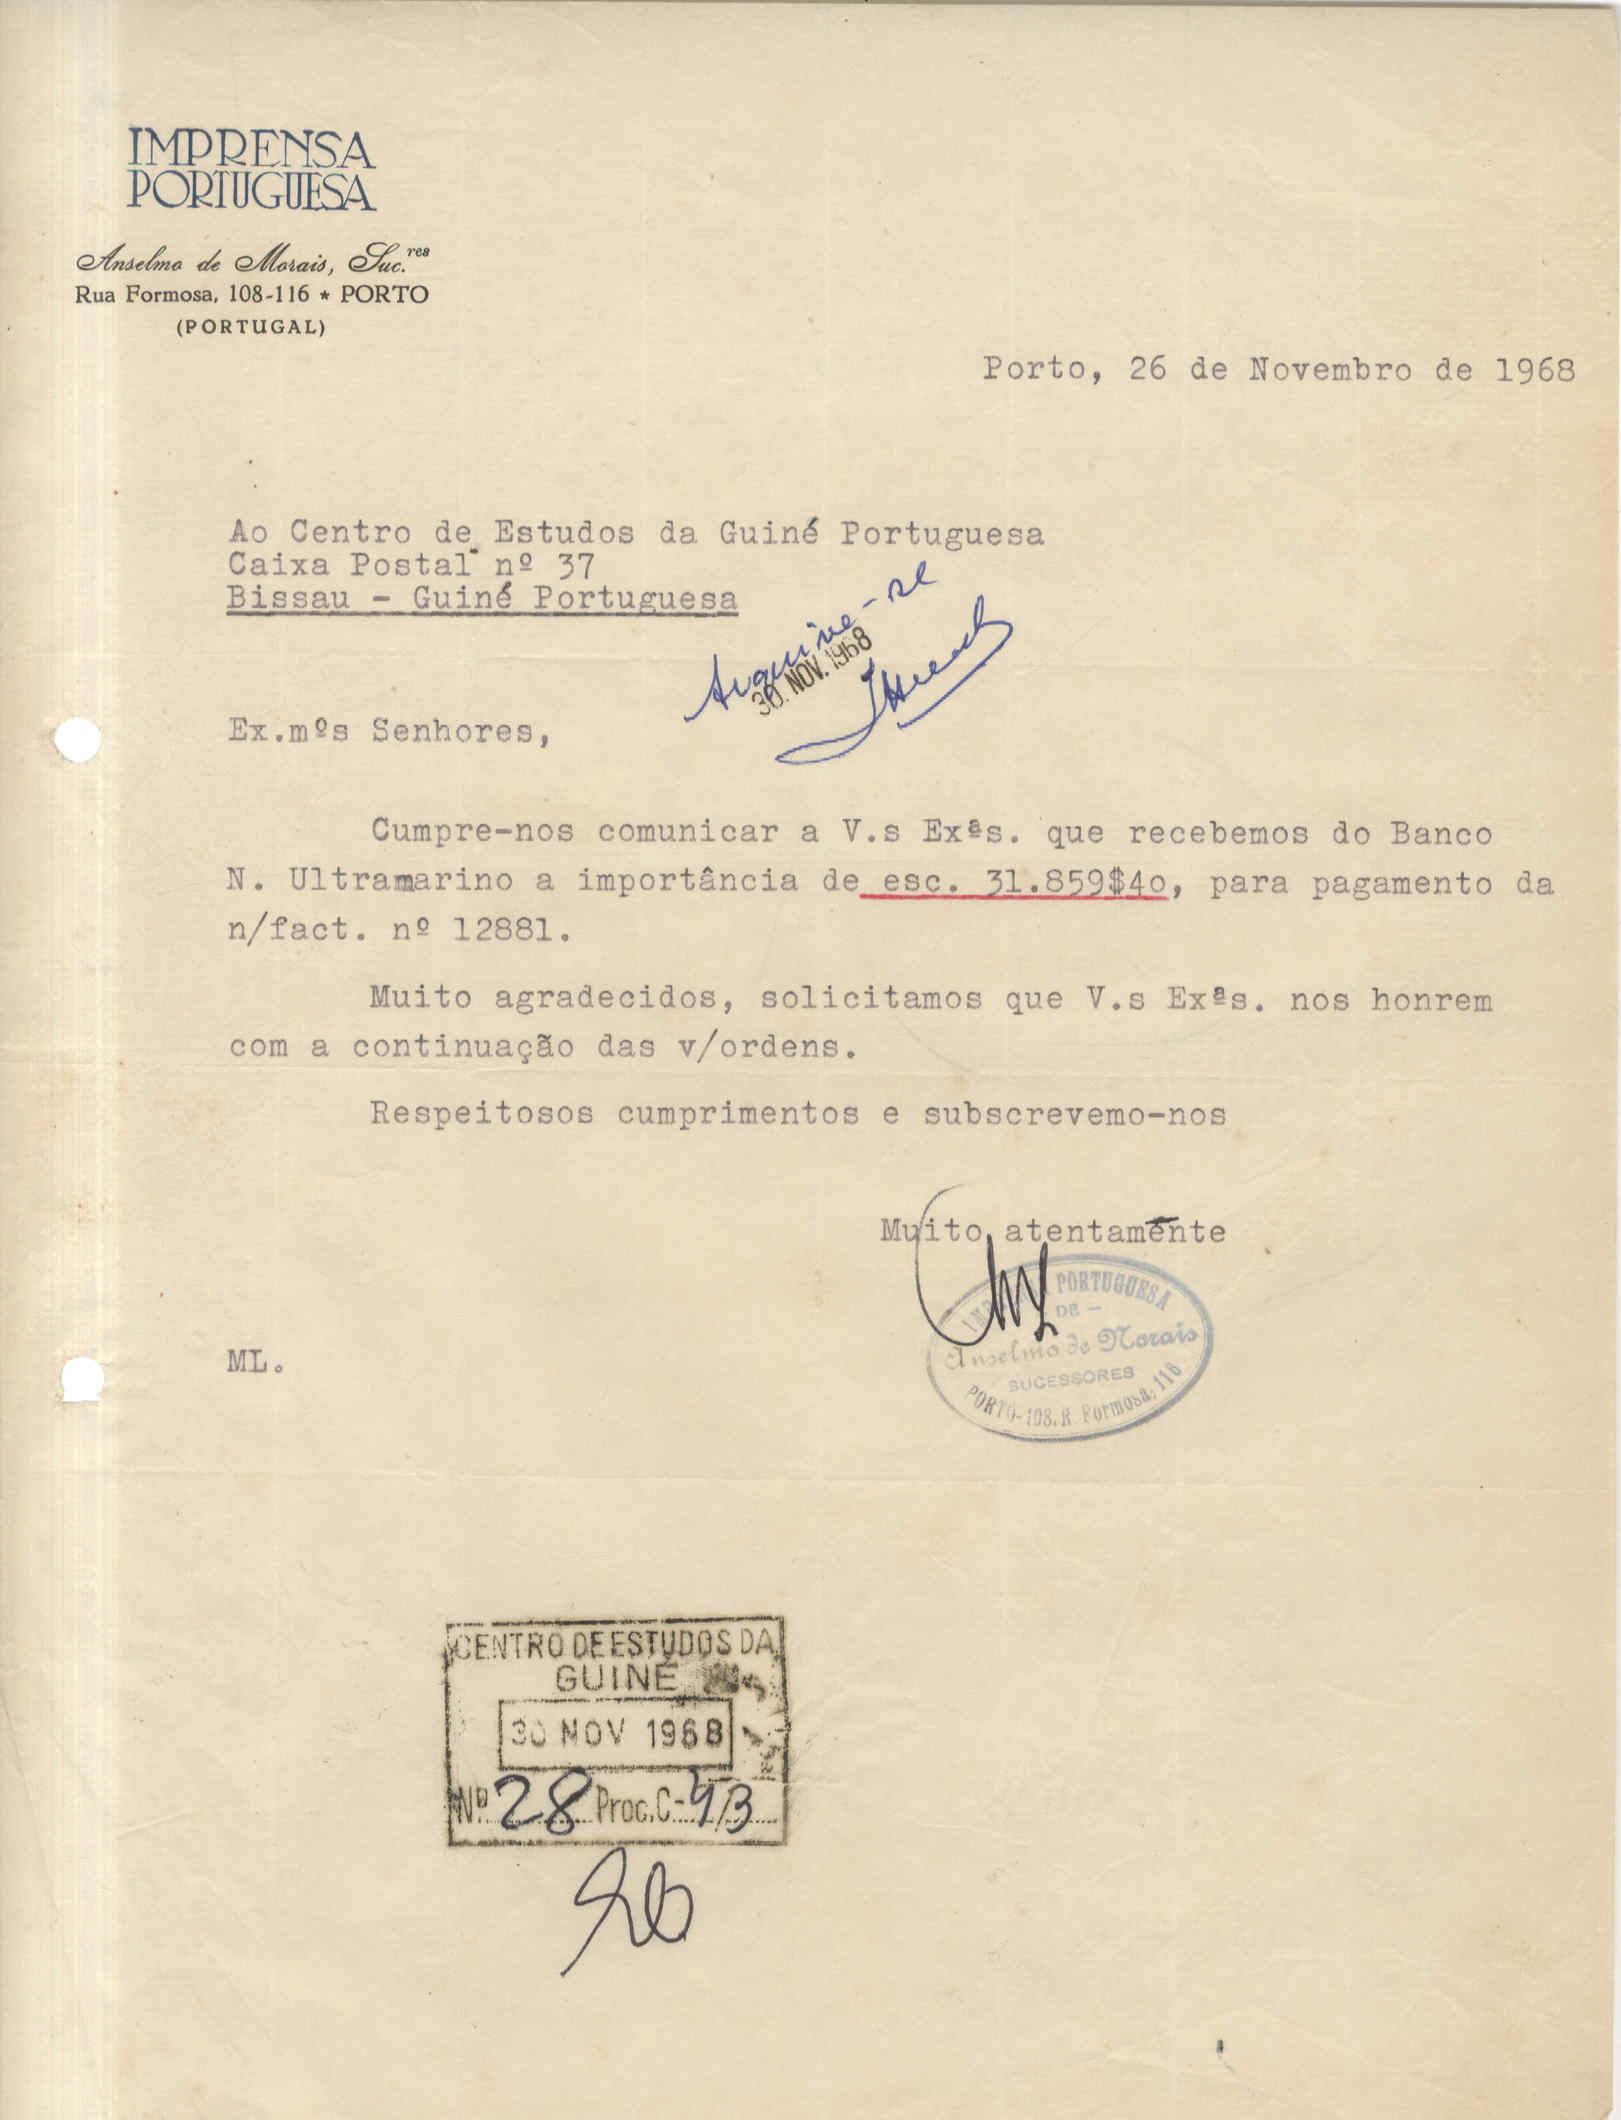 IMPRENSA
PORTUGUESA
Anselmo de Morais, Suc.res
Rua Formosa, 108-116 * PORTO
(PORTUGAL)
Porto, 26 de Novembro de 1968
Ao Centro de Estudos da Guiné Portuguesa
Caixa Postal nº 37
Bissau - Guiné Portuguesa
Arquive-se
30. NOV. 1968
Ex.mºs Senhores,
Cumpre-nos comunicar a V.s Exªs. que recebemos do Banco
N. Ultramarino a importância de esc. 31.859$40, para pagamento da
n/fact. nº 12881.
Muito agradecidos, solicitamos que V.s Exªs. nos honrem
com a continuação das v/ordens.
Respeitosos cumprimentos e subscrevemo-nos
Muito atentamente
IMPRENSA PORTUGUESA
DE -
Anselmo de Morais
SUCESSORES
PORTO-108, R. Formosa, 116
ML.
CENTRO DE ESTUDOS DA
GUINÉ
30 NOV 1968
Nº 28 Proc. C-